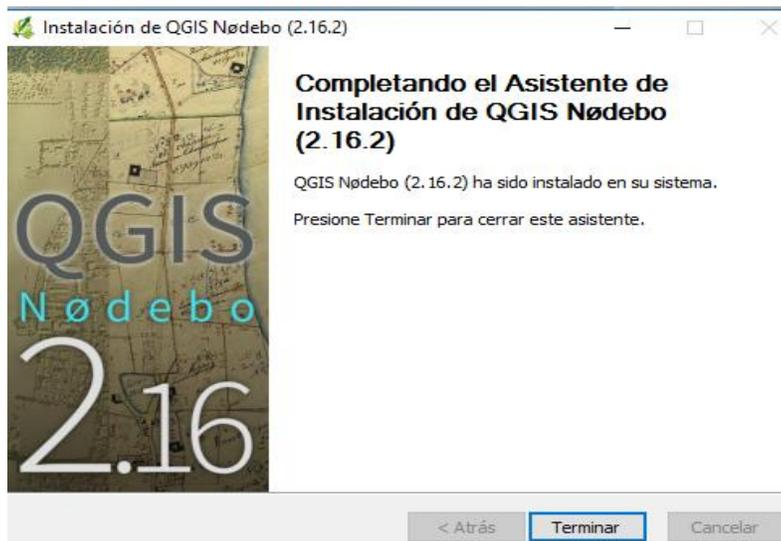 Instalación de QGIS Nødebo (2.16.2)
Completando el Asistente de
Instalación de QGIS Nødebo
(2.16.2)
QGIS Nødebo (2.16.2) ha sido instalado en su sistema.
Presione Terminar para cerrar este asistente.
QGIS
Nødebo
2.16
< Atrás
Terminar
Cancelar